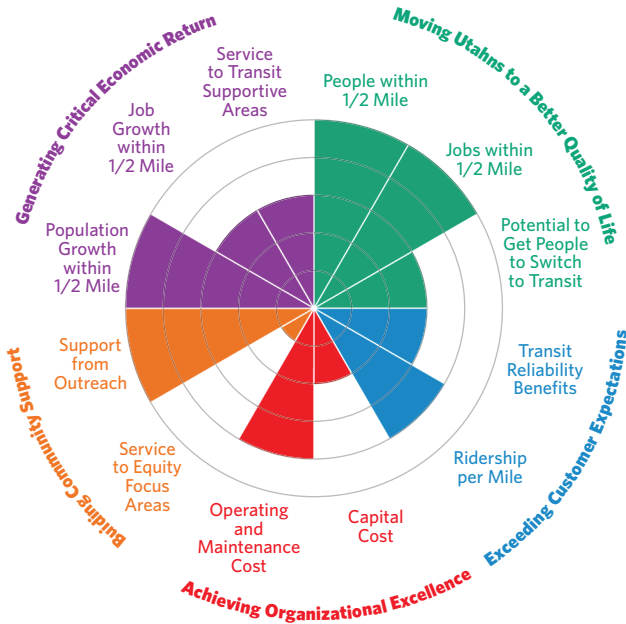 Generating Critical Economic Return
Moving Utahns to a Better Quality of Life
Service
to Transit
Supportive
Areas
People within
1/2 Mile
Job
Growth
within
1/2 Mile
Jobs within
1/2 Mile
Population
Growth
within
1/2 Mile
Potential to
Get People
to Switch
to Transit
Support
from
Outreach
Transit
Reliability
Benefits
Service
to Equity
Focus
Areas
Ridership
per Mile
Operating
and
Maintenance
Cost
Capital
Cost
Buiding Community Support
Exceeding Customer Expectations
Achieving Organizational Excellence